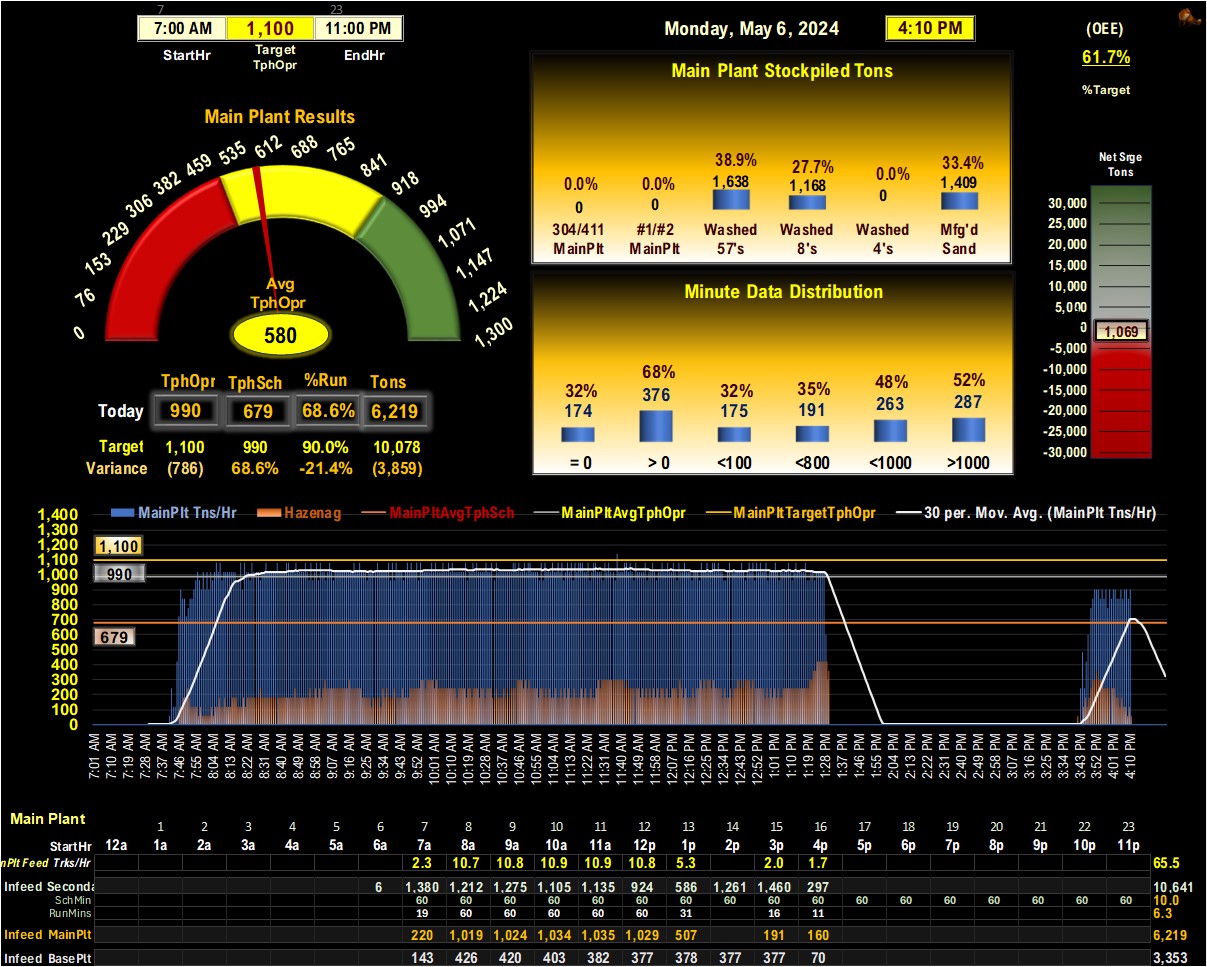 7 23
7:00 AM 1,100 11:00 PM
StartHr Target TphOpr EndHr
Monday, May 6, 2024 4:10 PM
(OEE)
61.7%
%Target
Main Plant Results
0 76 153 229 306 382 459 535 612 688 765 841 918 994 1,071 1,147 1,224 1,300
Avg
TphOpr
580
TphOpr TphSch %Run Tons
Today 990 679 68.6% 6,219
Target 1,100 990 90.0% 10,078
Variance (786) 68.6% -21.4% (3,859)
Main Plant Stockpiled Tons
0.0% 0.0% 38.9% 27.7% 0.0% 33.4%
0 0 1,638 1,168 0 1,409
304/411 #1/#2 Washed Washed Washed Mfg'd
MainPlt MainPlt 57's 8's 4's Sand
Minute Data Distribution
32% 68% 32% 35% 48% 52%
174 376 175 191 263 287
= 0 > 0 <100 <800 <1000 >1000
Net Srge
Tons
30,000
25,000
20,000
15,000
10,000
5,000
0
1,069
-5,000
-10,000
-15,000
-20,000
-25,000
-30,000
MainPlt Tns/Hr Hazenag MainPltAvgTphSch MainPltAvgTphOpr MainPltTargetTphOpr 30 per. Mov. Avg. (MainPlt Tns/Hr)
1,400
1,300
1,200
1,100
1,000
900
800
700
600
500
400
300
200
100
0
1,100
990
679
7:01 AM 7:10 AM 7:19 AM 7:28 AM 7:37 AM 7:46 AM 7:55 AM 8:04 AM 8:13 AM 8:22 AM 8:31 AM 8:40 AM 8:49 AM 8:58 AM 9:07 AM 9:16 AM 9:25 AM 9:34 AM 9:43 AM 9:52 AM 10:01 AM 10:10 AM 10:19 AM 10:28 AM 10:37 AM 10:46 AM 10:55 AM 11:04 AM 11:13 AM 11:22 AM 11:31 AM 11:40 AM 11:49 AM 11:58 AM 12:07 PM 12:16 PM 12:25 PM 12:34 PM 12:43 PM 12:52 PM 1:01 PM 1:10 PM 1:19 PM 1:28 PM 1:37 PM 1:46 PM 1:55 PM 2:04 PM 2:13 PM 2:22 PM 2:31 PM 2:40 PM 2:49 PM 2:58 PM 3:07 PM 3:16 PM 3:25 PM 3:34 PM 3:43 PM 3:52 PM 4:01 PM 4:10 PM
Main Plant
1 2 3 4 5 6 7 8 9 10 11 12 13 14 15 16 17 18 19 20 21 22 23
StartHr 12a 1a 2a 3a 4a 5a 6a 7a 8a 9a 10a 11a 12p 1p 2p 3p 4p 5p 6p 7p 8p 9p 10p 11p
nPlt Feed Trks/Hr 2.3 10.7 10.8 10.9 10.9 10.8 5.3 2.0 1.7 65.5
Infeed Seconda 6 1,380 1,212 1,275 1,105 1,135 924 586 1,261 1,460 297 10,641
SchMin 60 60 60 60 60 60 60 60 60 60 60 60 60 60 60 60 60 10.0
RunMins 19 60 60 60 60 60 31 16 11 6.3
Infeed MainPlt 220 1,019 1,024 1,034 1,035 1,029 507 191 160 6,219
Infeed BasePlt 143 426 420 403 382 377 378 377 377 70 3,353